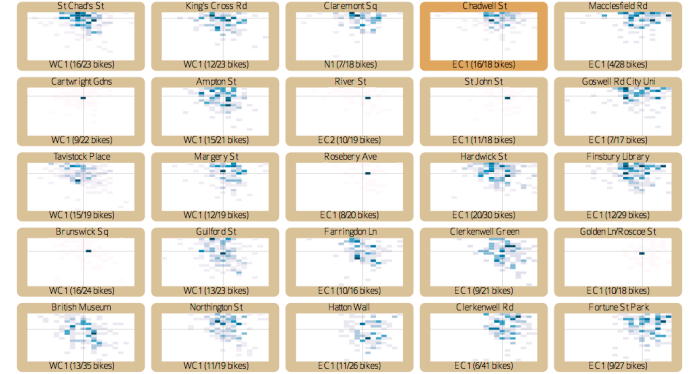 St Chad's St
King's Cross Rd
Claremont Sq
Chadwell St
Macclesfield Rd
WC1 (16/23 bikes)
WC1 (12/23 bikes)
N1 (7/18 bikes)
EC1 (16/18 bikes)
EC1 (4/28 bikes)
Cartwright Gdns
Ampton St
River St
St John St
Goswell Rd City Uni
WC1 (9/22 bikes)
WC1 (15/21 bikes)
EC2 (10/19 bikes)
EC1 (11/18 bikes)
EC1 (7/17 bikes)
Tavistock Place
Margery St
Rosebery Ave
Hardwick St
Finsbury Library
WC1 (15/19 bikes)
WC1 (12/19 bikes)
EC1 (8/20 bikes)
EC1 (20/30 bikes)
EC1 (12/29 bikes)
Brunswick Sq
Guilford St
Farringdon Ln
Clerkenwell Green
Golden Ln/Roscoe St
WC1 (16/24 bikes)
WC1 (13/23 bikes)
EC1 (10/16 bikes)
EC1 (9/21 bikes)
EC1 (10/18 bikes)
British Museum
Northington St
Hatton Wall
Clerkenwell Rd
Fortune St Park
WC1 (13/35 bikes)
WC1 (11/19 bikes)
EC1 (11/26 bikes)
EC1 (6/41 bikes)
EC1 (9/27 bikes)